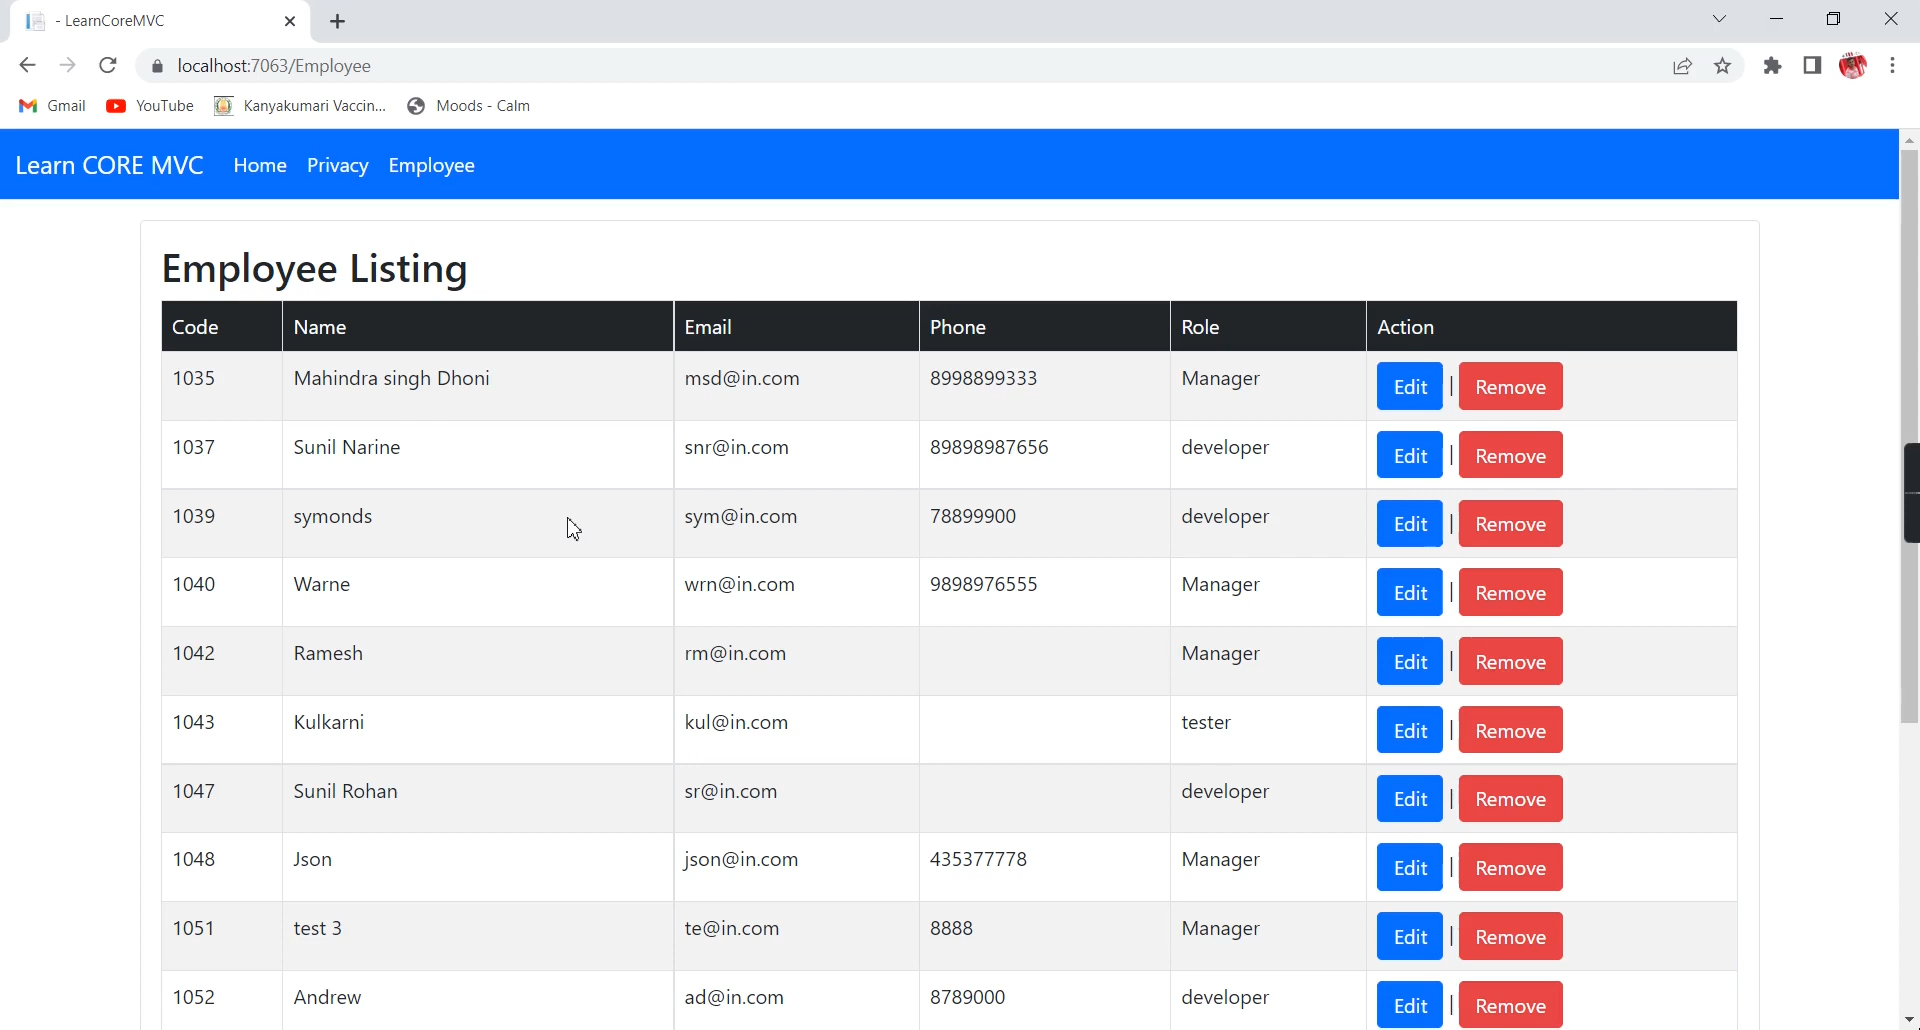 - LearnCoreMVC
localhost:7063/Employee
Gmail YouTube Kanyakumari Vaccin... Moods - Calm
Learn CORE MVC Home Privacy Employee
Employee Listing
Code Name Email Phone Role Action
1035 Mahindra singh Dhoni msd@in.com 8998899333 Manager Edit | Remove
1037 Sunil Narine snr@in.com 89898987656 developer Edit | Remove
1039 symonds sym@in.com 78899900 developer Edit | Remove
1040 Warne wrn@in.com 9898976555 Manager Edit | Remove
1042 Ramesh rm@in.com Manager Edit | Remove
1043 Kulkarni kul@in.com tester Edit | Remove
1047 Sunil Rohan sr@in.com developer Edit | Remove
1048 Json json@in.com 435377778 Manager Edit | Remove
1051 test 3 te@in.com 8888 Manager Edit | Remove
1052 Andrew ad@in.com 8789000 developer Edit | Remove